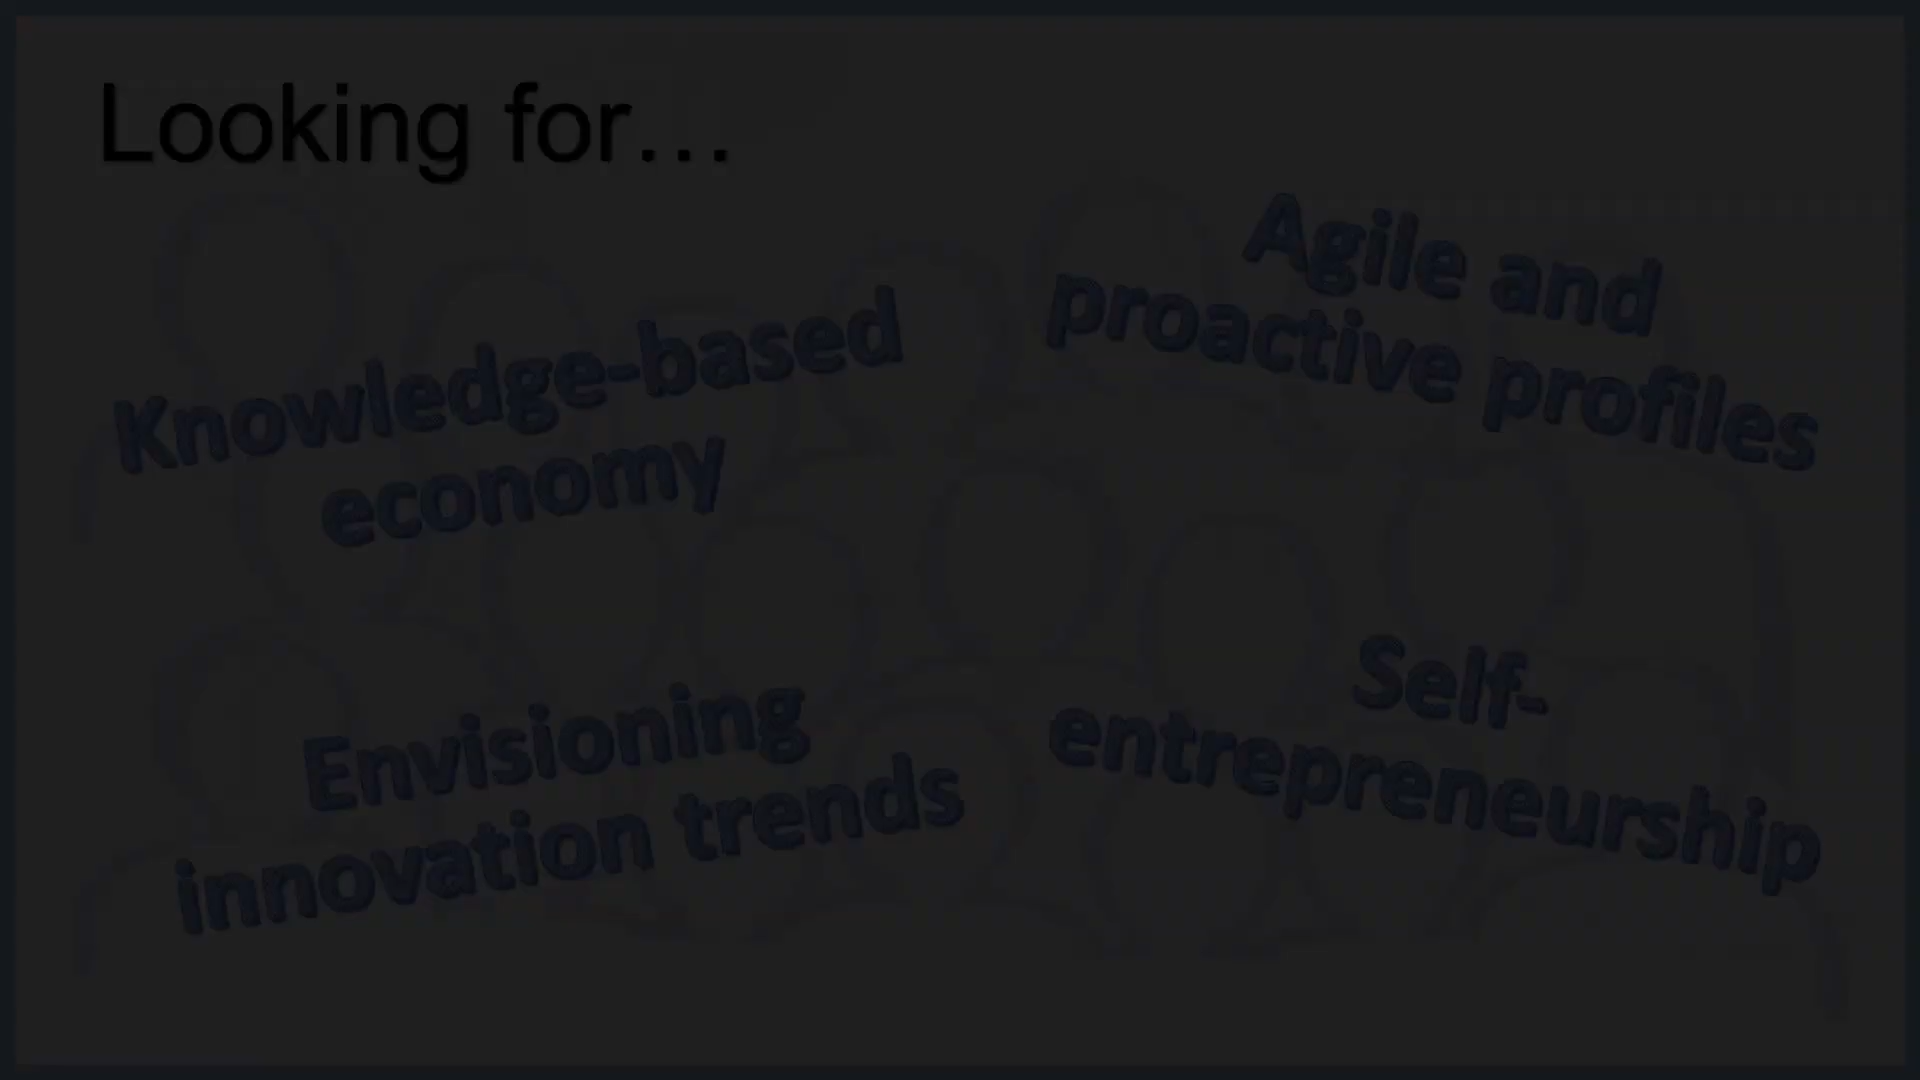 Looking for…
Knowledge-based
economy
Agile and
proactive profiles
Envisioning
innovation trends
Self-
entrepreneurship